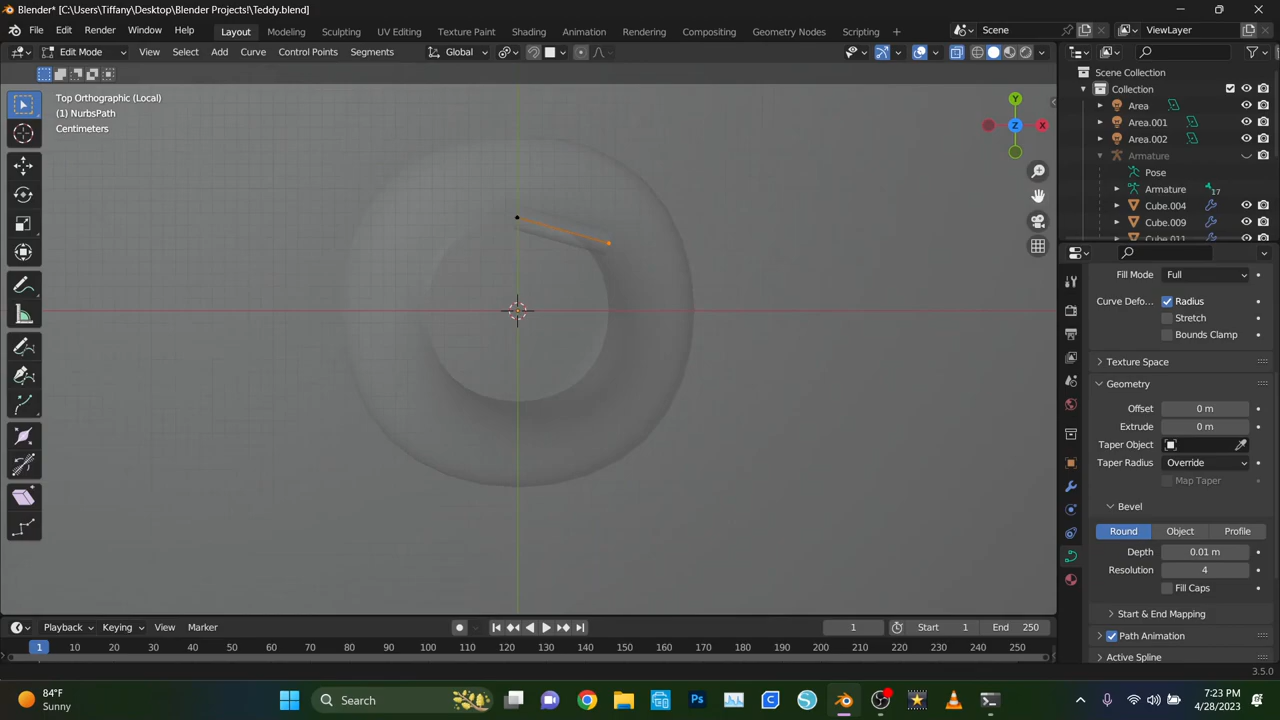 Blender* [C:\Users\Tiffany\Desktop\Blender Projects!\Teddy.blend]
File Edit Render Window Help Layout Modeling Sculpting UV Editing Texture Paint Shading Animation Rendering Compositing Geometry Nodes Scripting + Scene ViewLayer
Edit Mode View Select Add Curve Control Points Segments Global
Top Orthographic (Local)
(1) NurbsPath
Centimeters
Y
Z X
Scene Collection
Collection
Area
Area.001
Area.002
Armature
Pose
Armature 17
Cube.004
Cube.009
Cube.011
Fill Mode Full
Curve Defo... Radius
Stretch
Bounds Clamp
Texture Space
Geometry
Offset 0 m
Extrude 0 m
Taper Object
Taper Radius Override
Map Taper
Bevel
Round Object Profile
Depth 0.01 m
Resolution 4
Fill Caps
Start & End Mapping
Path Animation
Active Spline
Playback Keying View Marker 1 Start 1 End 250
1 10 20 30 40 50 60 70 80 90 100 110 120 130 140 150 160 170 180 190 200 210 220 230 240 250
3.5.0
84°F
Sunny
Search
Ps
7:23 PM
4/28/2023